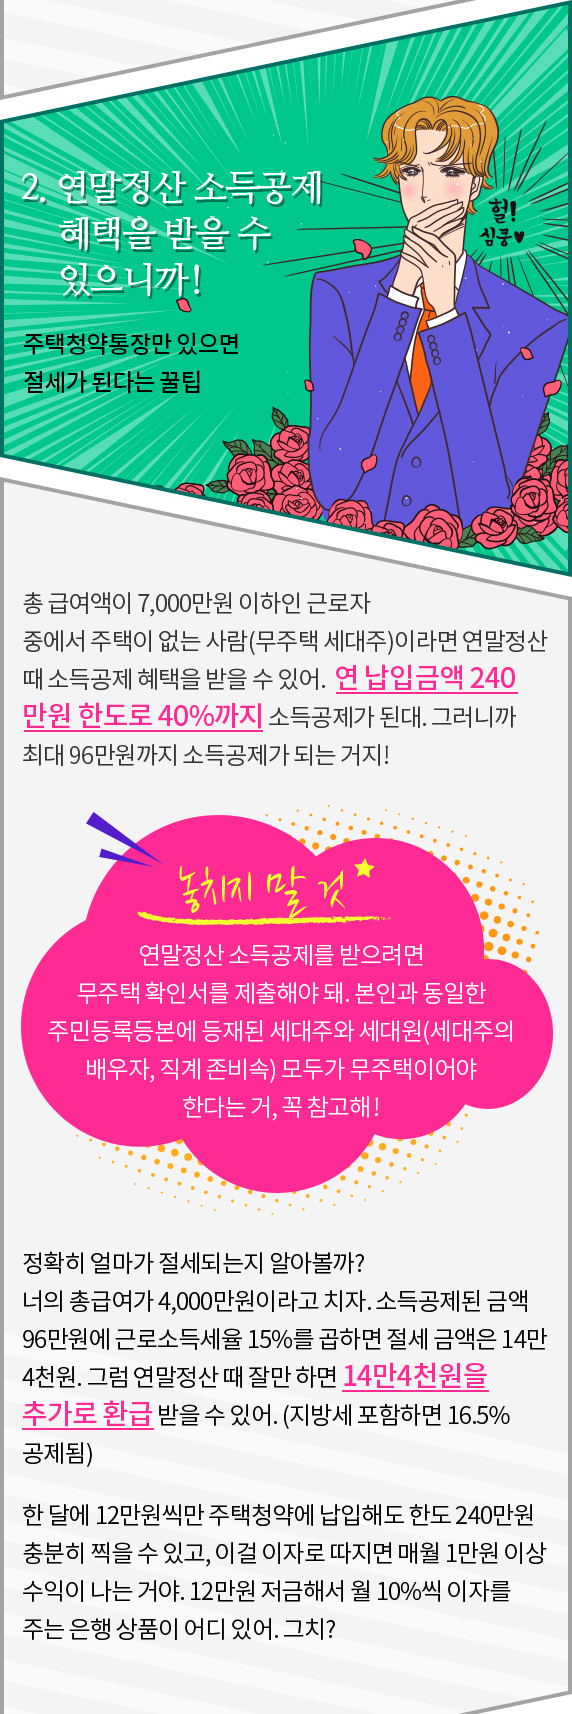 2. 연말정산 소득공제
혜택을 받을 수
있으니까!
헐!
심쿵♥
주택청약통장만 있으면
절세가 된다는 꿀팁
총 급여액이 7,000만원 이하인 근로자
중에서 주택이 없는 사람(무주택 세대주)이라면 연말정산
때 소득공제 혜택을 받을 수 있어. 연 납입금액 240
만원 한도로 40%까지 소득공제가 된대. 그러니까
최대 96만원까지 소득공제가 되는 거지!
놓치지 말 것
연말정산 소득공제를 받으려면
무주택 확인서를 제출해야 돼. 본인과 동일한
주민등록등본에 등재된 세대주와 세대원(세대주의
배우자, 직계 존비속) 모두가 무주택이어야
한다는 거, 꼭 참고해!
정확히 얼마가 절세되는지 알아볼까?
너의 총급여가 4,000만원이라고 치자. 소득공제된 금액
96만원에 근로소득세율 15%를 곱하면 절세 금액은 14만
4천원. 그럼 연말정산 때 잘만 하면 14만4천원을
추가로 환급 받을 수 있어. (지방세 포함하면 16.5%
공제됨)
한 달에 12만원씩만 주택청약에 납입해도 한도 240만원
충분히 찍을 수 있고, 이걸 이자로 따지면 매월 1만원 이상
수익이 나는 거야. 12만원 저금해서 월 10%씩 이자를
주는 은행 상품이 어디 있어. 그치?